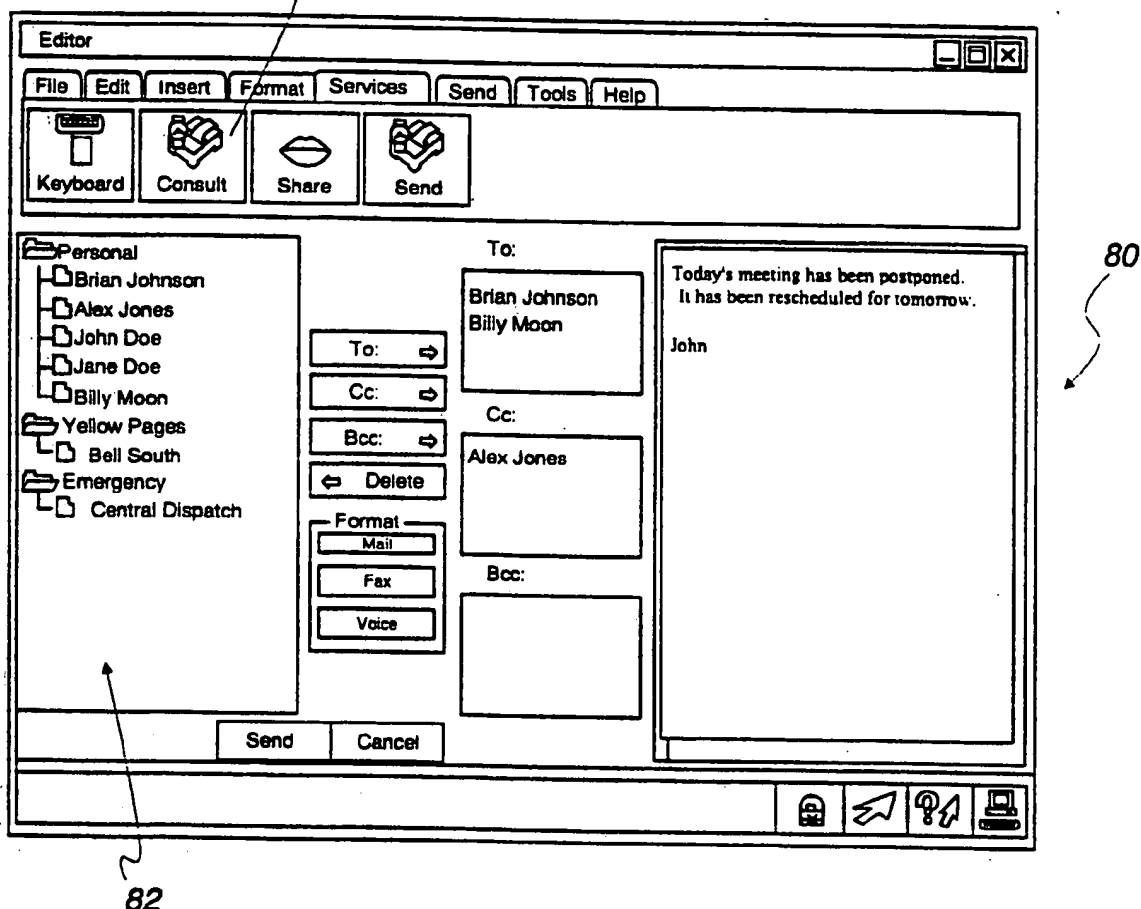 Editor
File Edit Insert Format Services Send Tools Help
Keyboard Consult Share Send
Personal
Brian Johnson
Alex Jones
John Doe
Jane Doe
Billy Moon
Yellow Pages
Bell South
Emergency
Central Dispatch
To:
Cc:
Bcc:
Delete
Format
Mail
Fax
Voice
To:
Brian Johnson
Billy Moon
Cc:
Alex Jones
Bcc:
Today's meeting has been postponed.
It has been rescheduled for tomorrow.
John
Send Cancel
80
82